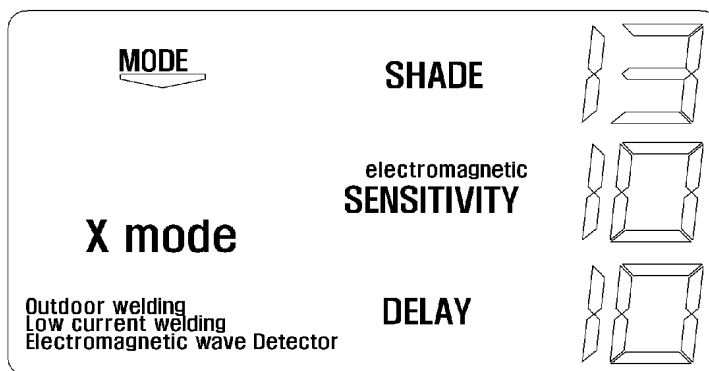 MODE
SHADE 13
electromagnetic
SENSITIVITY 10
X mode
Outdoor welding
Low current welding
Electromagnetic wave Detector
DELAY 10